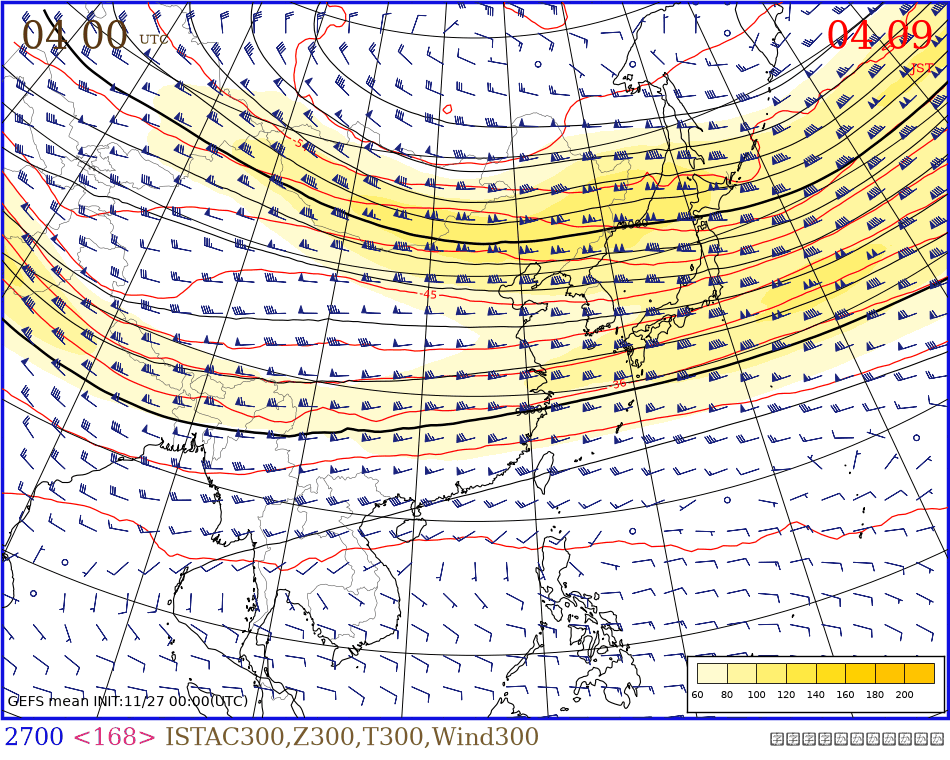 04.00 UTC
04.09
JST
-5
-45
-36
60 80 100 120 140 160 180 200
GEFS mean INIT:11/27 00:00(UTC)
2700 <168> ISTAC300,Z300,T300,Wind300